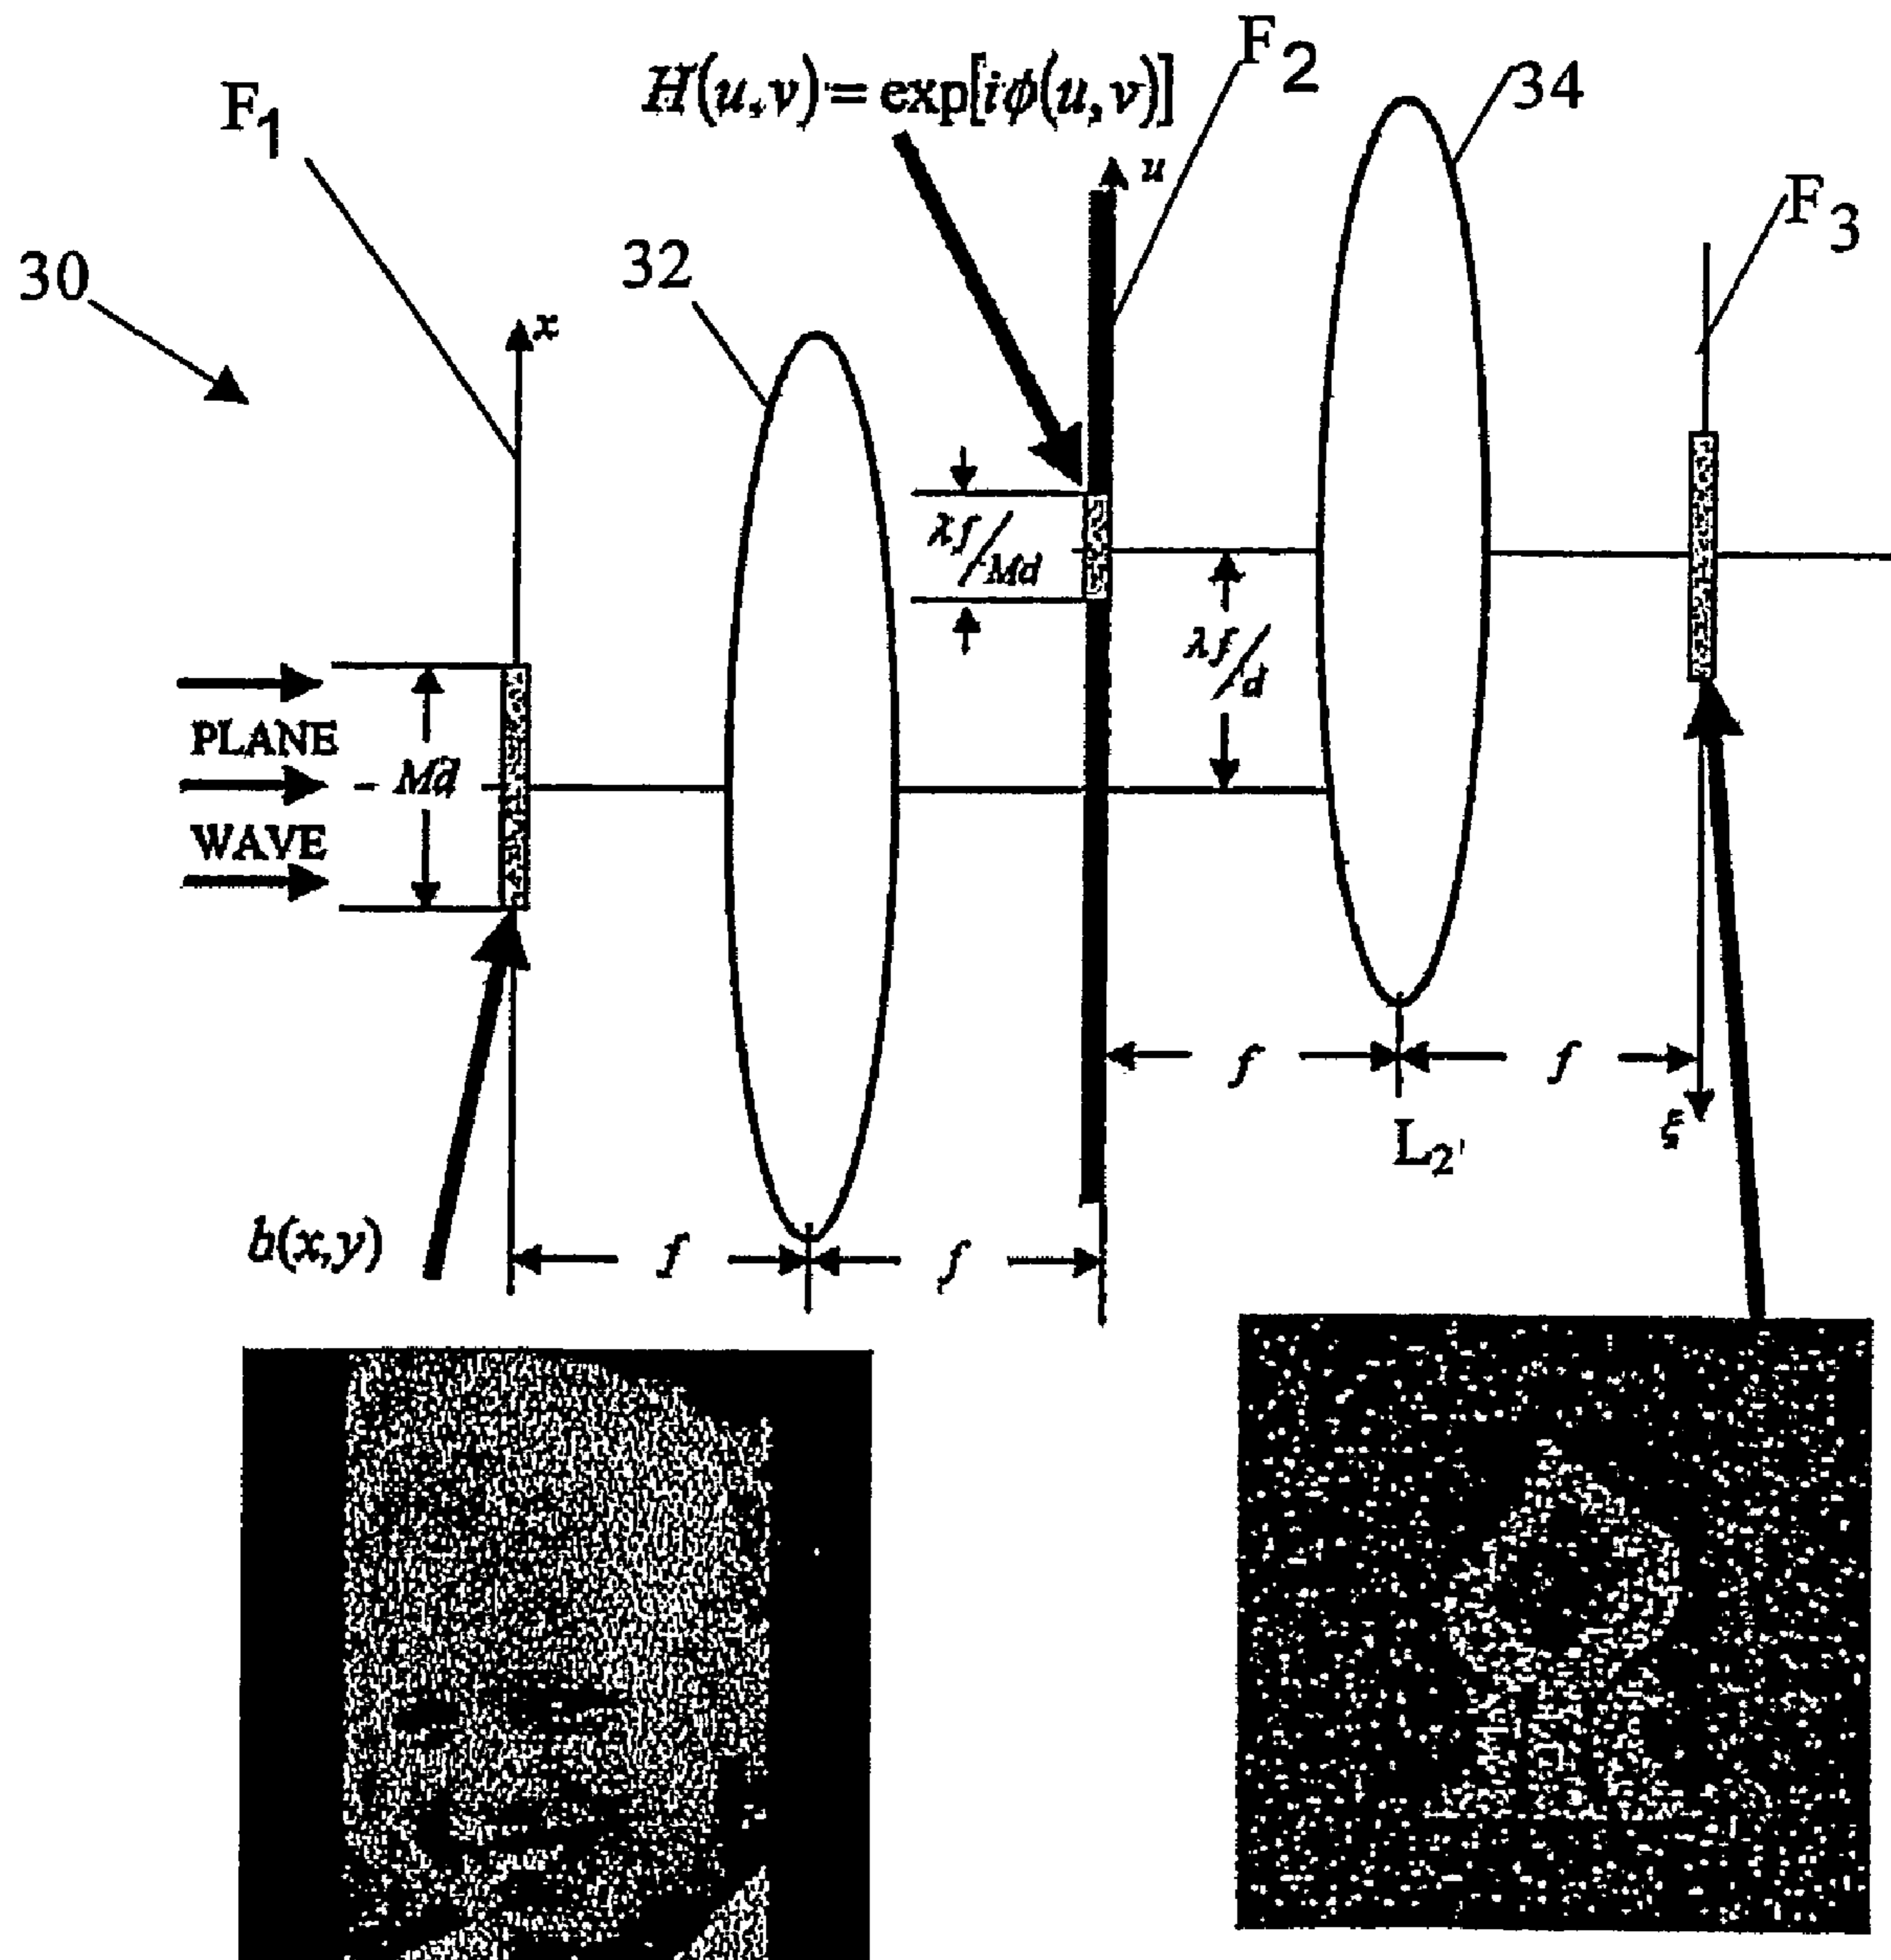 F₁
H(u,v) = exp[iϕ(u,v)]
F₂
34
u
F₃
30
32
x
λf/Md
λf/d
PLANE
Md
WAVE
f
f
ξ
L₂
b(x,y)
f
f